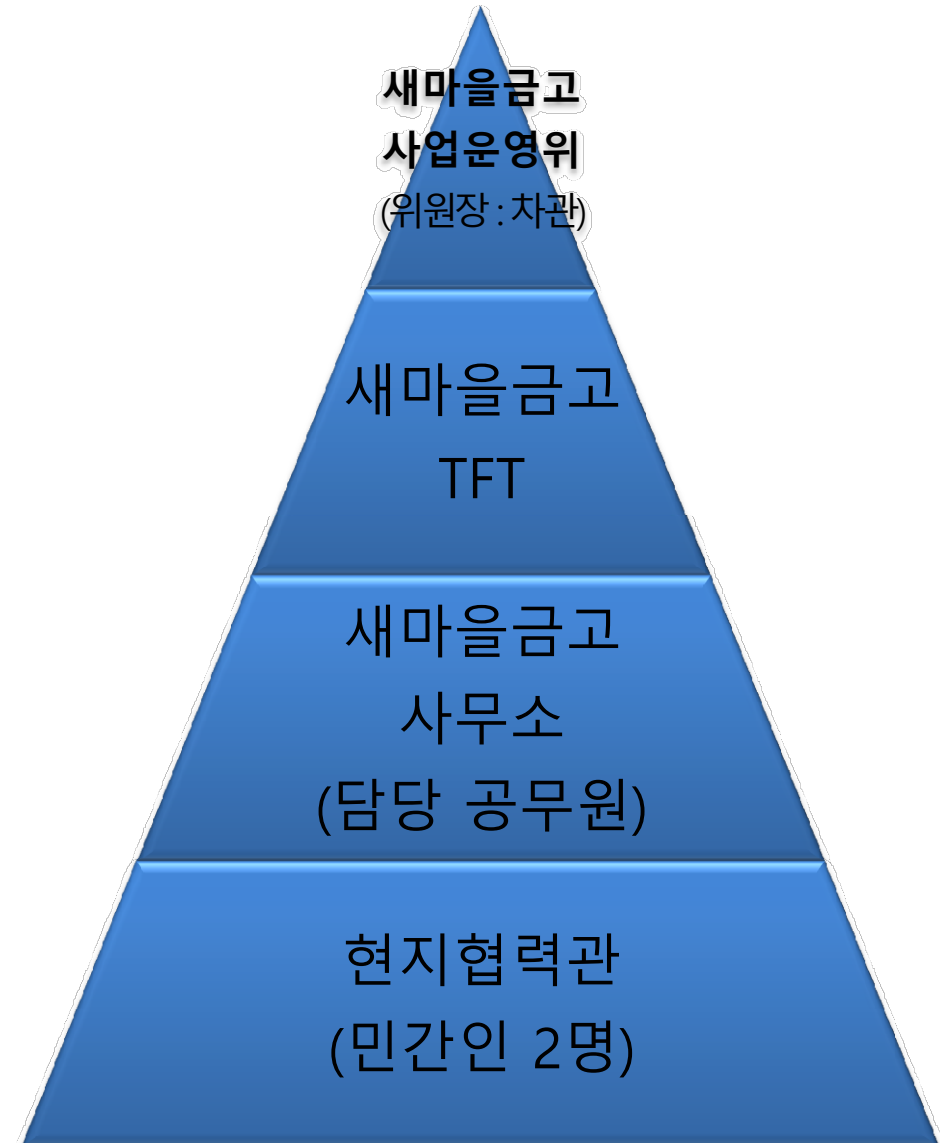 새마을금고
사업운영위
(위원장 : 차관)
새마을금고
TFT
새마을금고
사무소
(담당 공무원)
현지협력관
(민간인 2명)